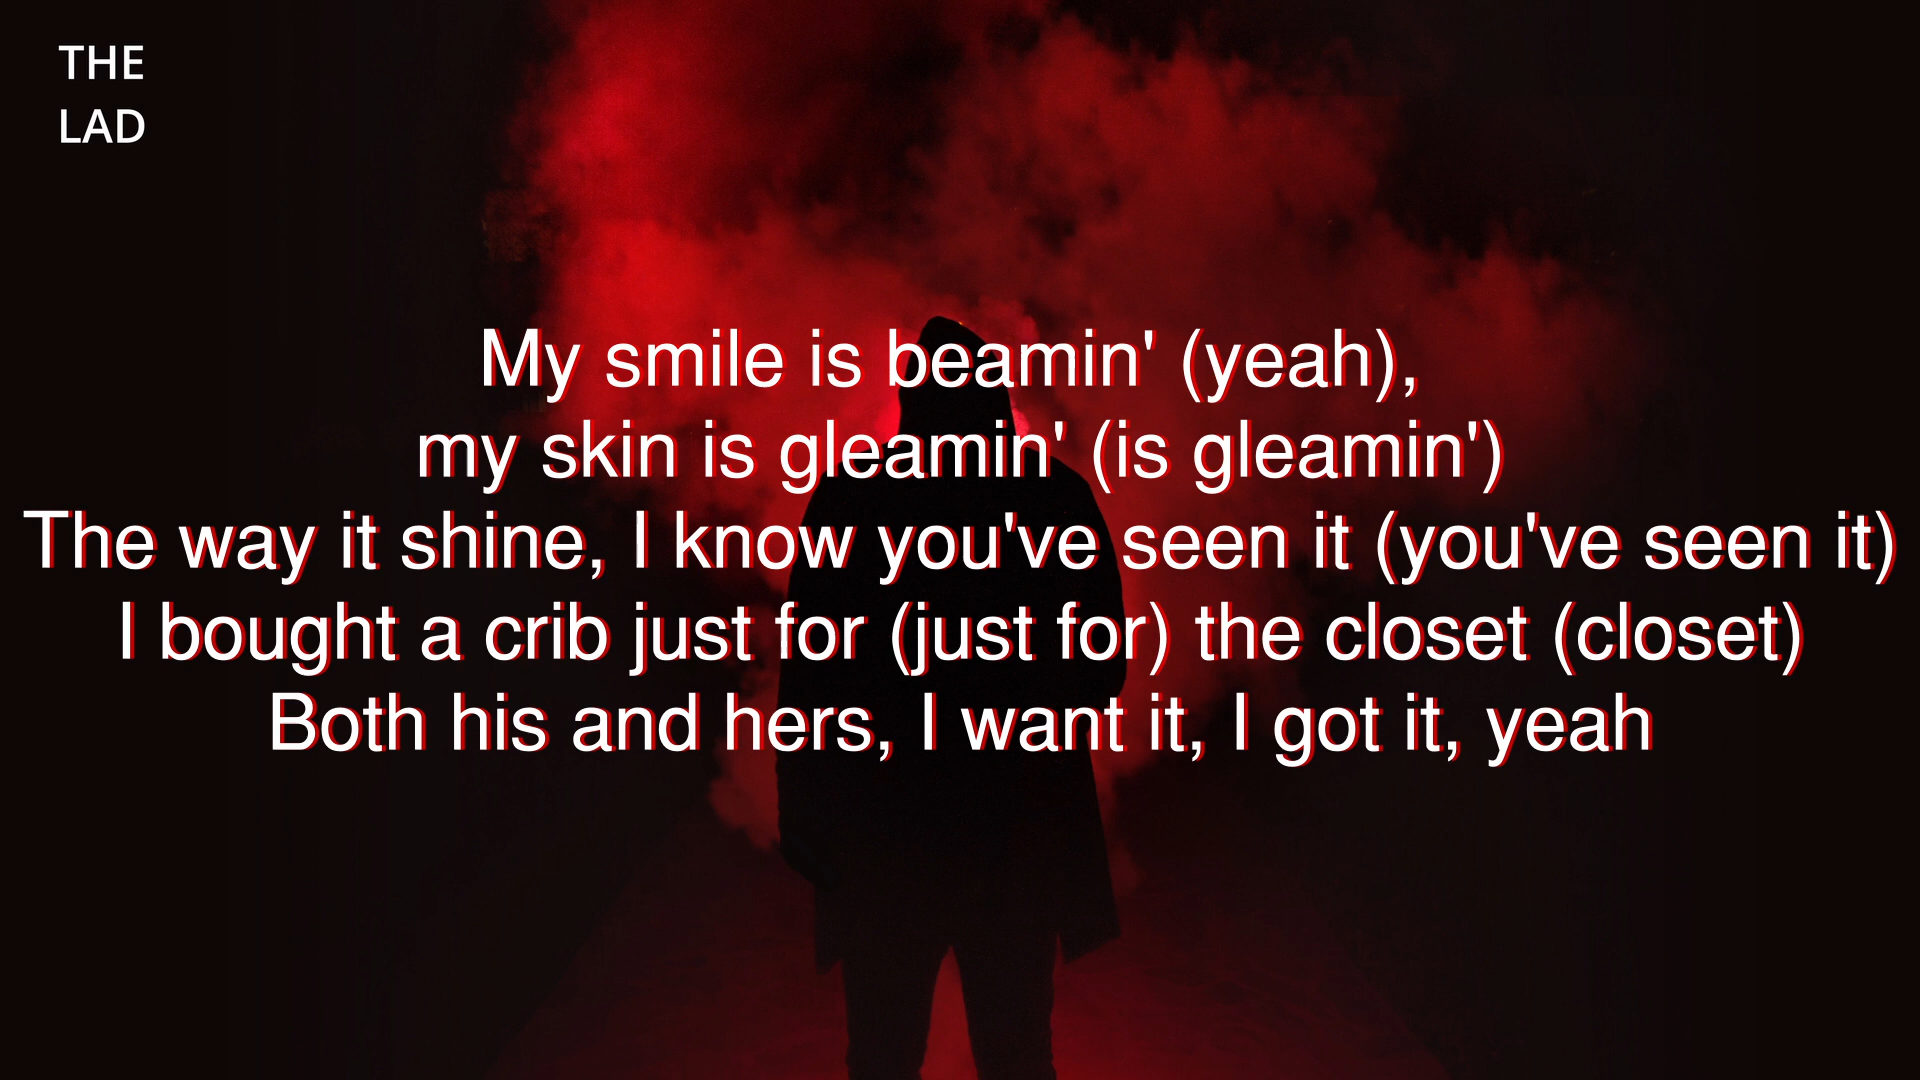 THE
LAD
My smile is beamin' (yeah),
my skin is gleamin' (is gleamin')
The way it shine, I know you've seen it (you've seen it)
I bought a crib just for (just for) the closet (closet)
Both his and hers, I want it, I got it, yeah